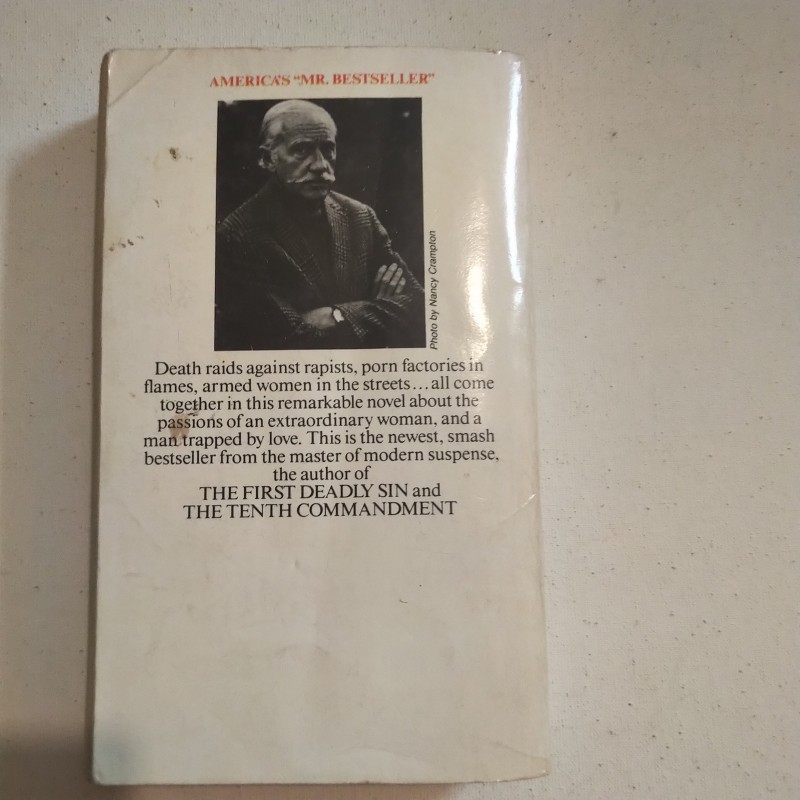 AMERICA'S "MR. BESTSELLER"
Photo by Nancy Crampton
Death raids against rapists, porn factories in
flames, armed women in the streets...all come
together in this remarkable novel about the
passions of an extraordinary woman, and a
man trapped by love. This is the newest, smash
bestseller from the master of modern suspense,
the author of
THE FIRST DEADLY SIN and
THE TENTH COMMANDMENT